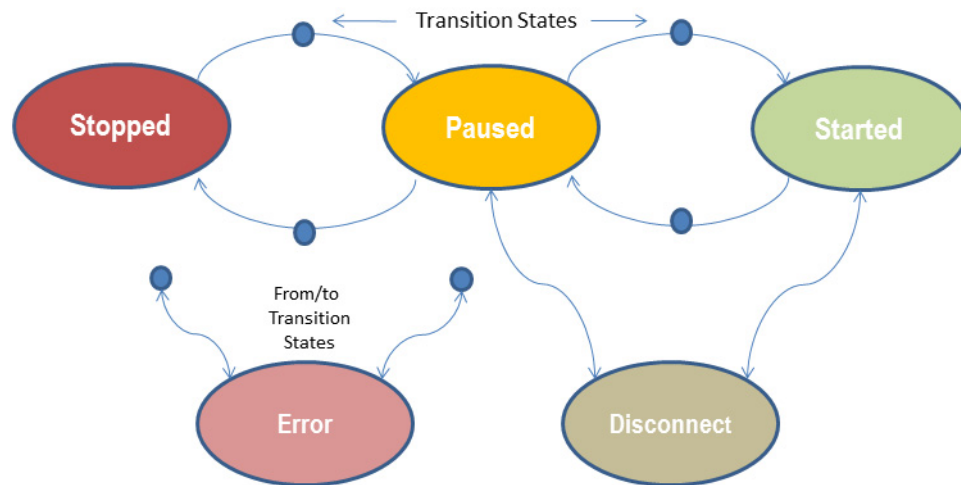 Transition States
Stopped
Paused
Started
From/to
Transition
States
Error
Disconnect